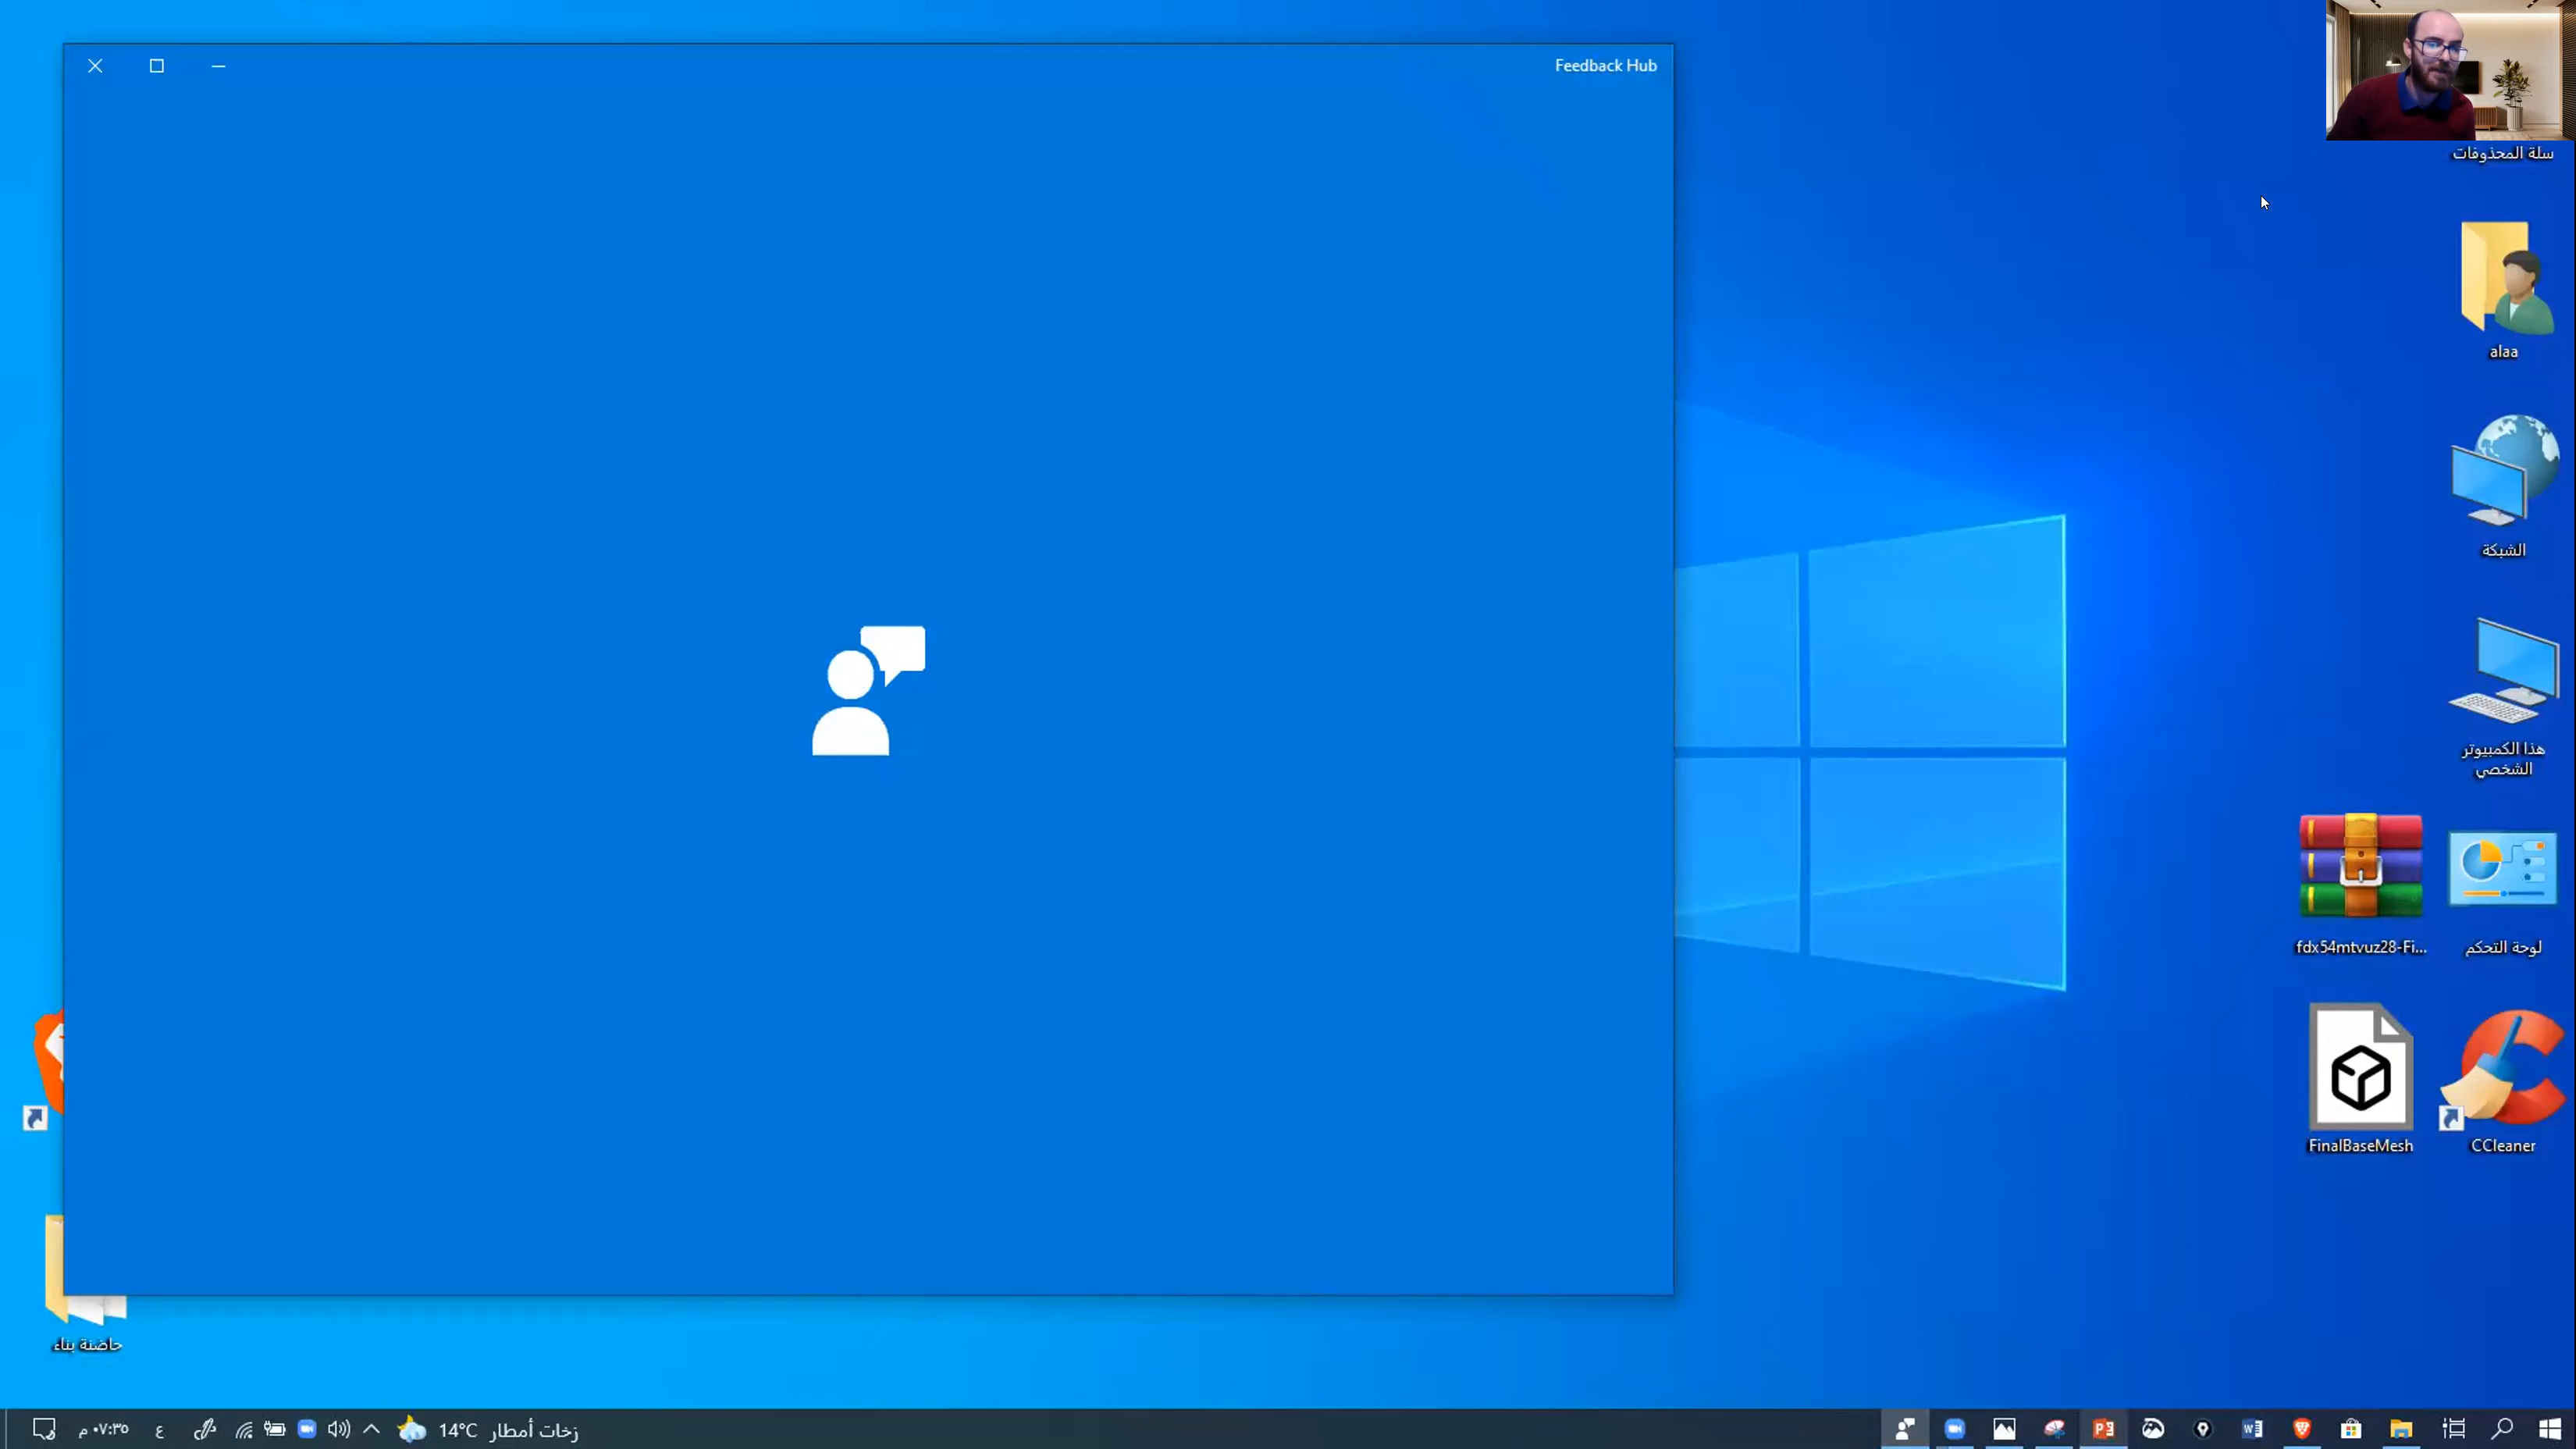 Feedback Hub
سلة المحذوفات
alaa
الشبكة
هذا الكمبيوتر
الشخصي
fdx54mtvuz28-Fi...
لوحة التحكم
FinalBaseMesh
CCleaner
حاضنة بناء
زخات أمطار 14°C
ع
٠٧:٣٥ م